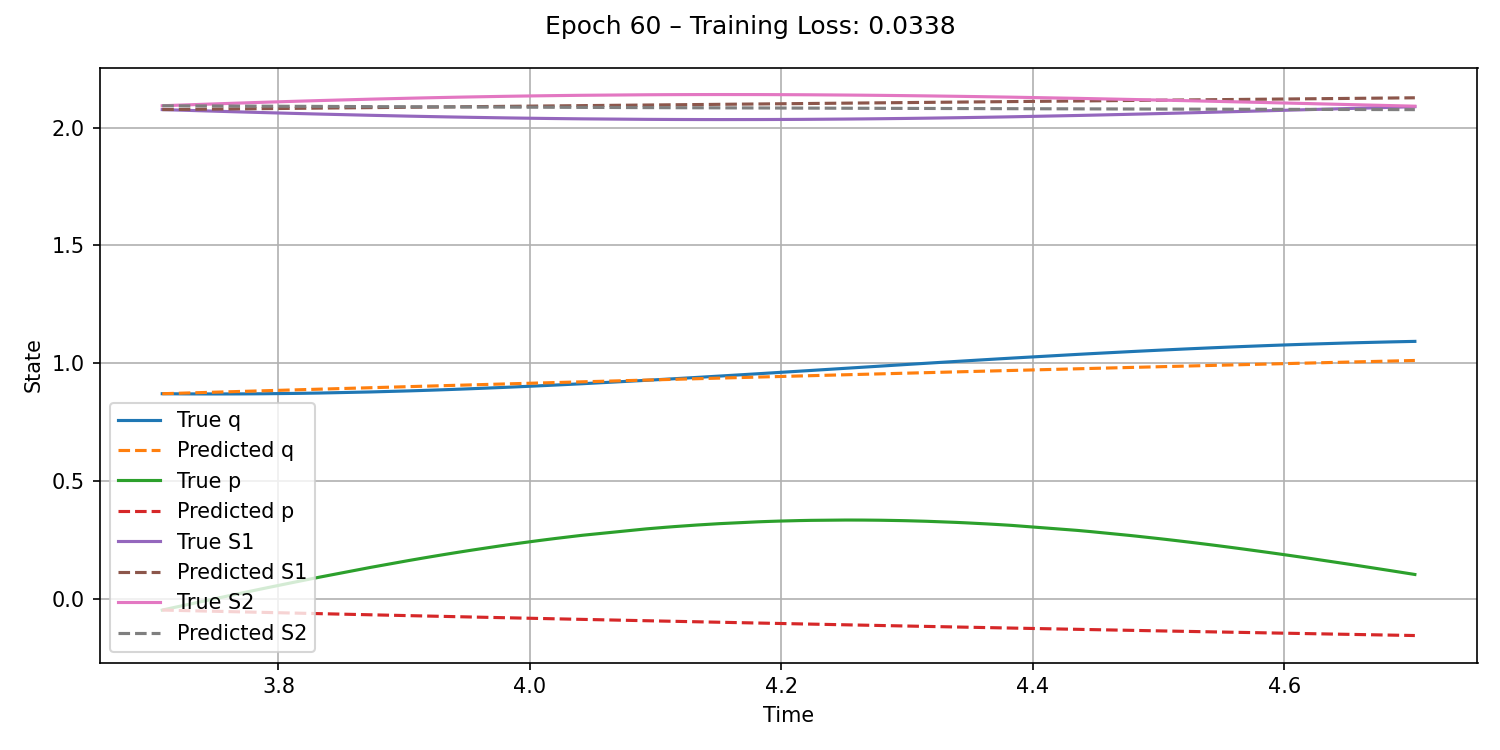 Epoch 60 – Training Loss: 0.0338
State
2.0
1.5
1.0
0.5
0.0
True q
Predicted q
True p
Predicted p
True S1
Predicted S1
True S2
Predicted S2
3.8 4.0 4.2 4.4 4.6
Time